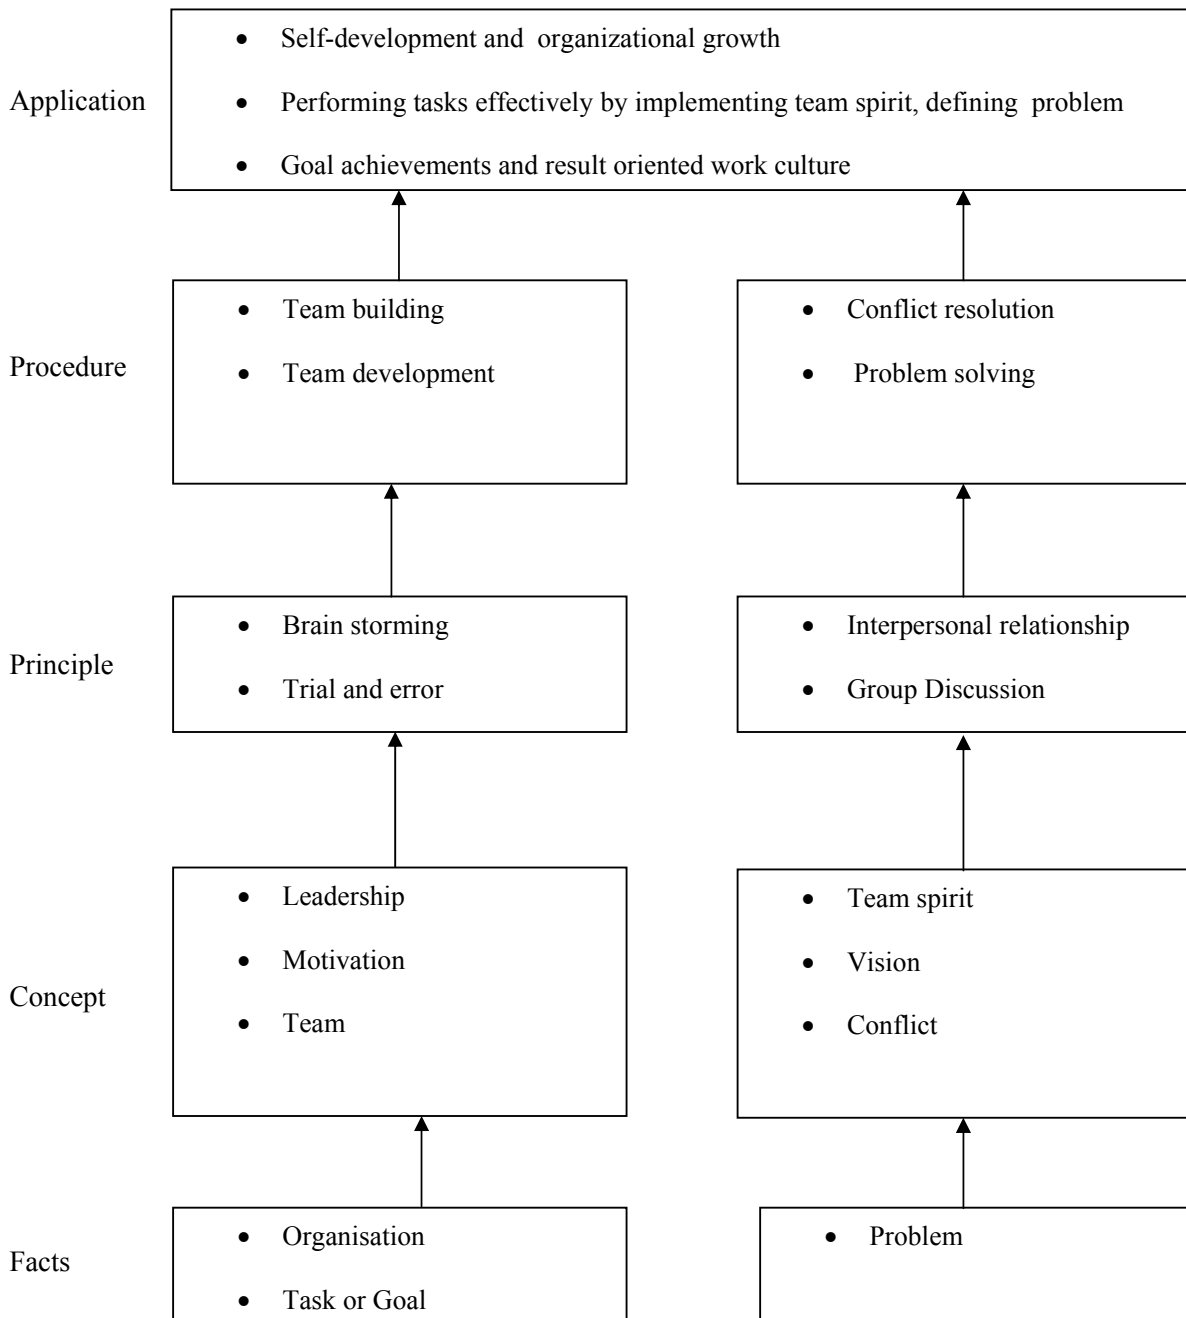 • Self-development and  organizational growth
Application
• Performing tasks effectively by implementing team spirit, defining  problem
• Goal achievements and result oriented work culture
Procedure
• Team building
• Team development
• Conflict resolution
• Problem solving
Principle
• Brain storming
• Trial and error
• Interpersonal relationship
• Group Discussion
Concept
• Leadership
• Motivation
• Team
• Team spirit
• Vision
• Conflict
Facts
• Organisation
• Task or Goal
• Problem